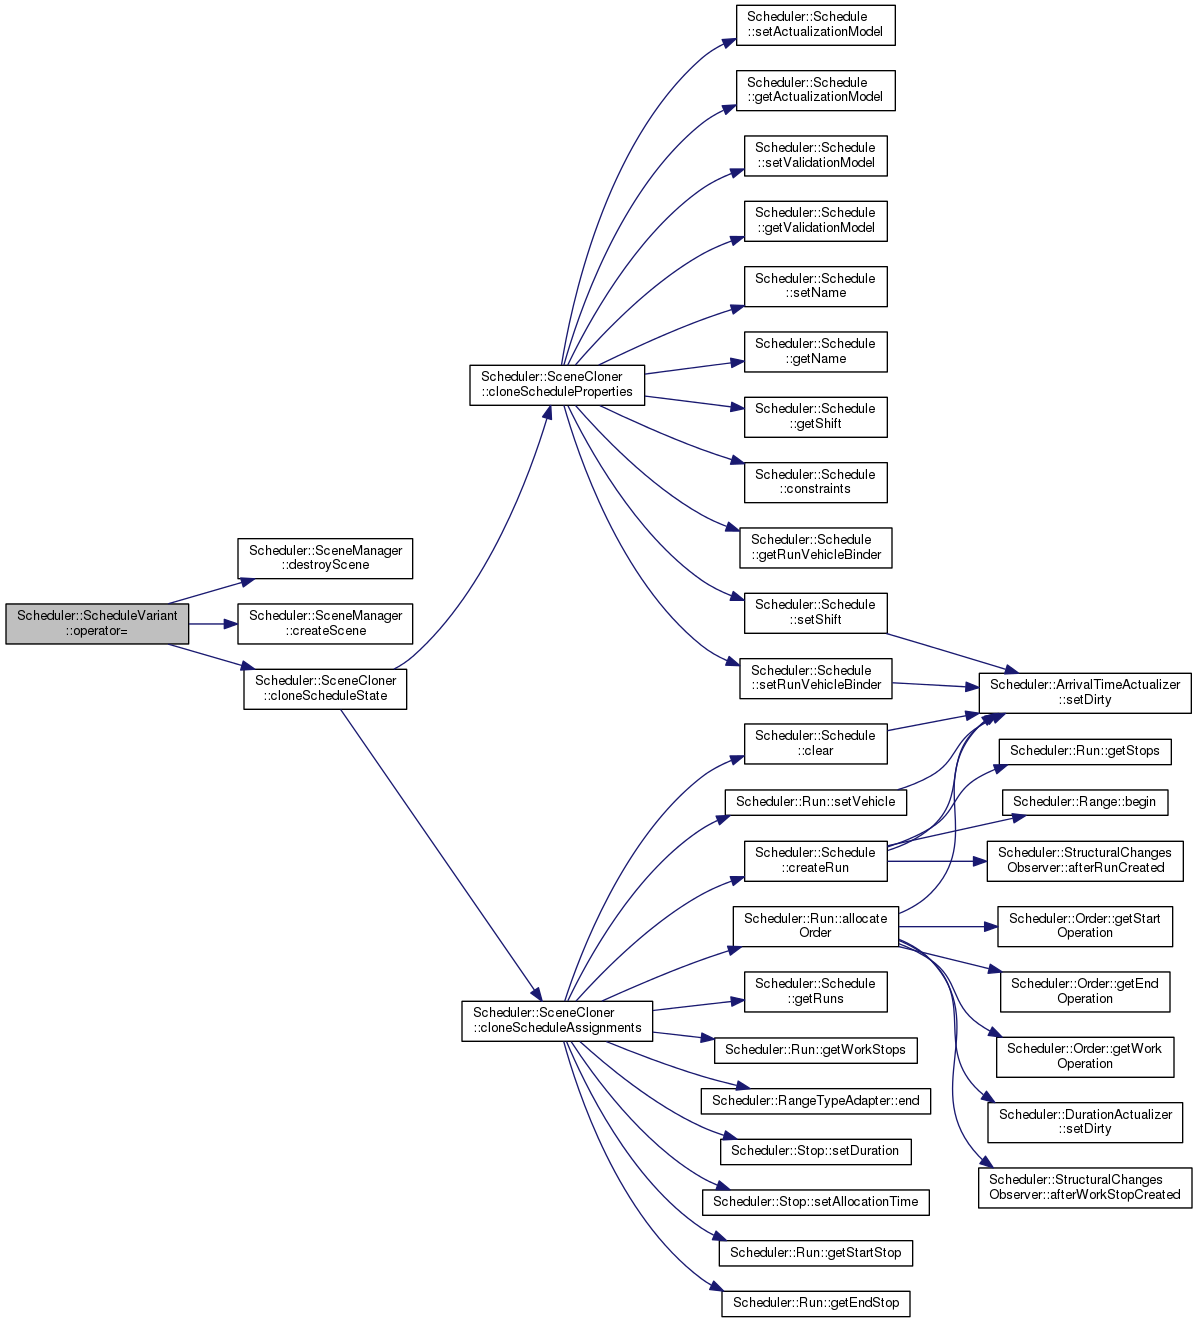 Scheduler::ScheduleVariant
::operator=
Scheduler::SceneManager
::destroyScene
Scheduler::SceneManager
::createScene
Scheduler::SceneCloner
::cloneScheduleState
Scheduler::SceneCloner
::cloneScheduleProperties
Scheduler::SceneCloner
::cloneScheduleAssignments
Scheduler::Schedule
::setActualizationModel
Scheduler::Schedule
::getActualizationModel
Scheduler::Schedule
::setValidationModel
Scheduler::Schedule
::getValidationModel
Scheduler::Schedule
::setName
Scheduler::Schedule
::getName
Scheduler::Schedule
::getShift
Scheduler::Schedule
::constraints
Scheduler::Schedule
::getRunVehicleBinder
Scheduler::Schedule
::setShift
Scheduler::Schedule
::setRunVehicleBinder
Scheduler::Schedule
::clear
Scheduler::Run::setVehicle
Scheduler::Schedule
::createRun
Scheduler::Run::allocate
Order
Scheduler::Schedule
::getRuns
Scheduler::Run::getWorkStops
Scheduler::RangeTypeAdapter::end
Scheduler::Stop::setDuration
Scheduler::Stop::setAllocationTime
Scheduler::Run::getStartStop
Scheduler::Run::getEndStop
Scheduler::ArrivalTimeActualizer
::setDirty
Scheduler::Run::getStops
Scheduler::Range::begin
Scheduler::StructuralChanges
Observer::afterRunCreated
Scheduler::Order::getStart
Operation
Scheduler::Order::getEnd
Operation
Scheduler::Order::getWork
Operation
Scheduler::DurationActualizer
::setDirty
Scheduler::StructuralChanges
Observer::afterWorkStopCreated